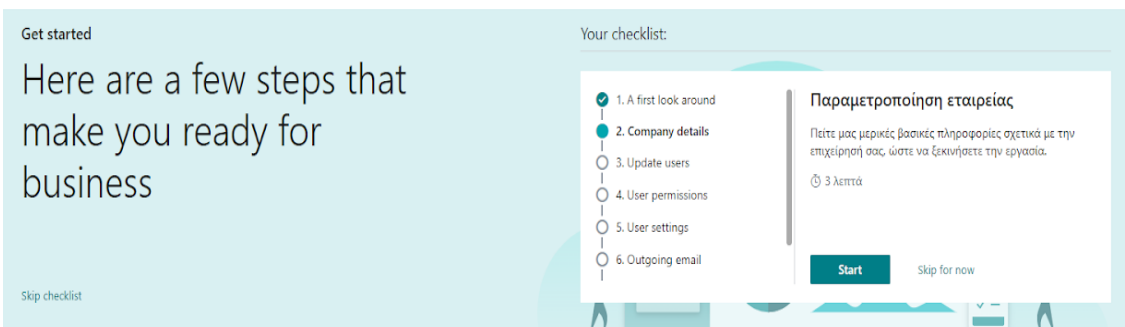 Get started
Here are a few steps that
make you ready for
business
Skip checklist
Your checklist:
1. A first look around
2. Company details
3. Update users
4. User permissions
5. User settings
6. Outgoing email
Παραμετροποίηση εταιρείας
Πείτε μας μερικές βασικές πληροφορίες σχετικά με την
επιχείρησή σας, ώστε να ξεκινήσετε την εργασία.
3 λεπτά
Start
Skip for now